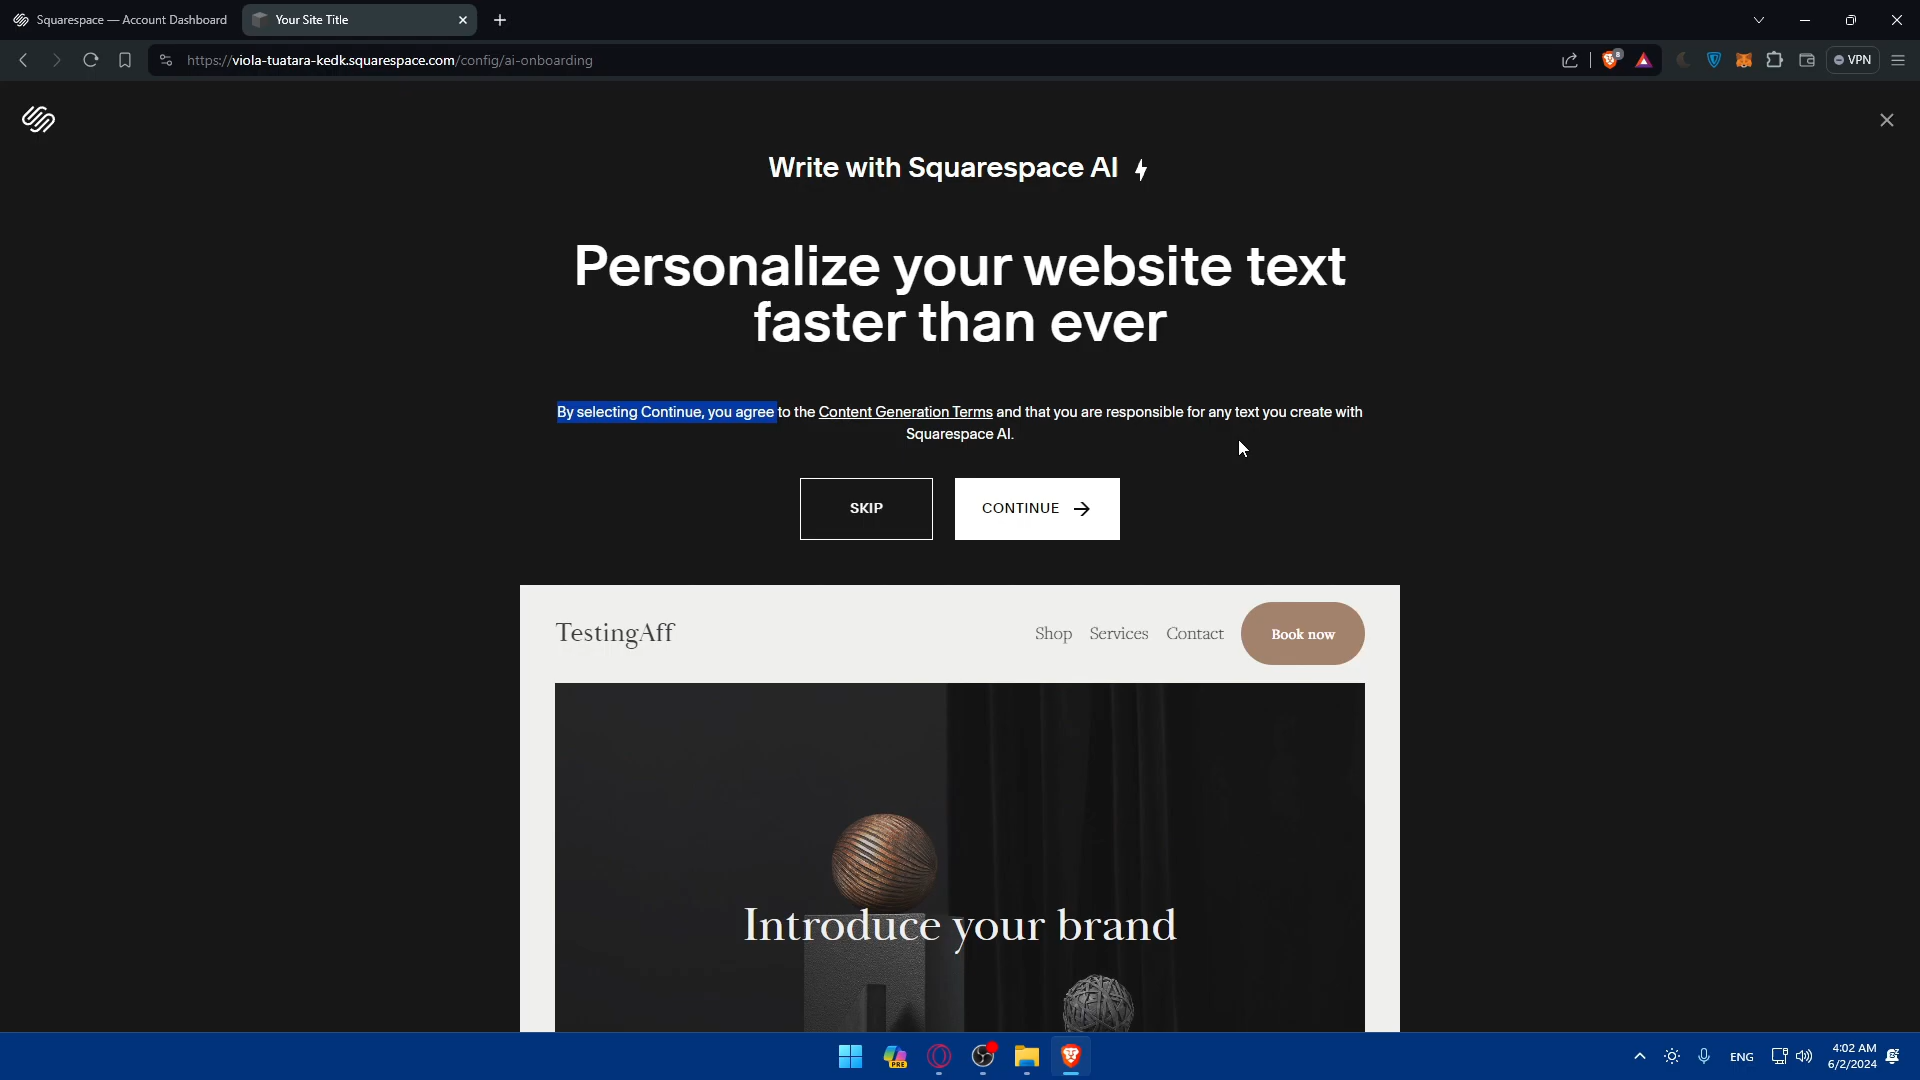 Squarespace — Account Dashboard
Your Site Title
https://viola-tuatara-kedk.squarespace.com/config/ai-onboarding
8
VPN
Write with Squarespace AI
Personalize your website text
faster than ever
By selecting Continue, you agree to the Content Generation Terms and that you are responsible for any text you create with
Squarespace AI.
SKIP
CONTINUE →
TestingAff
Shop
Services
Contact
Book now
Introduce your brand
PRE
ENG
4:02 AM
6/2/2024